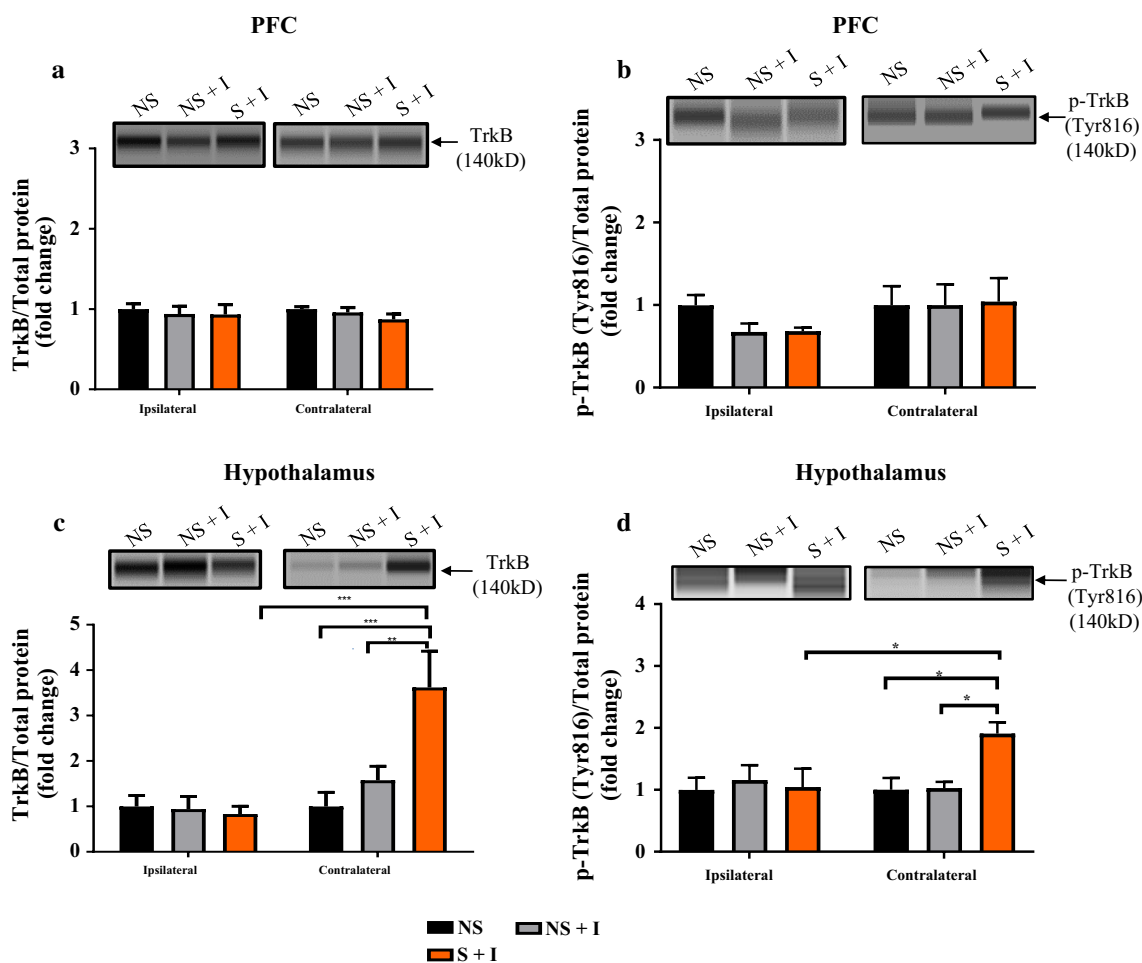 PFC
a
NS
NS + I
S + I
NS
NS + I
S + I
TrkB
(140kD)
TrkB/Total protein
(fold change)
3
2
1
0
Ipsilateral
Contralateral
PFC
b
NS
NS + I
S + I
NS
NS + I
S + I
p-TrkB
(Tyr816)
(140kD)
p-TrkB (Tyr816)/Total protein
(fold change)
3
2
1
0
Ipsilateral
Contralateral
Hypothalamus
c
NS
NS + I
S + I
NS
NS + I
S + I
TrkB
(140kD)
TrkB/Total protein
(fold change)
5
4
3
2
1
0
***
***
**
Ipsilateral
Contralateral
Hypothalamus
d
NS
NS + I
S + I
NS
NS + I
S + I
p-TrkB
(Tyr816)
(140kD)
p-TrkB (Tyr816)/Total protein
(fold change)
4
2
1
0
*
*
*
Ipsilateral
Contralateral
NS
NS + I
S + I